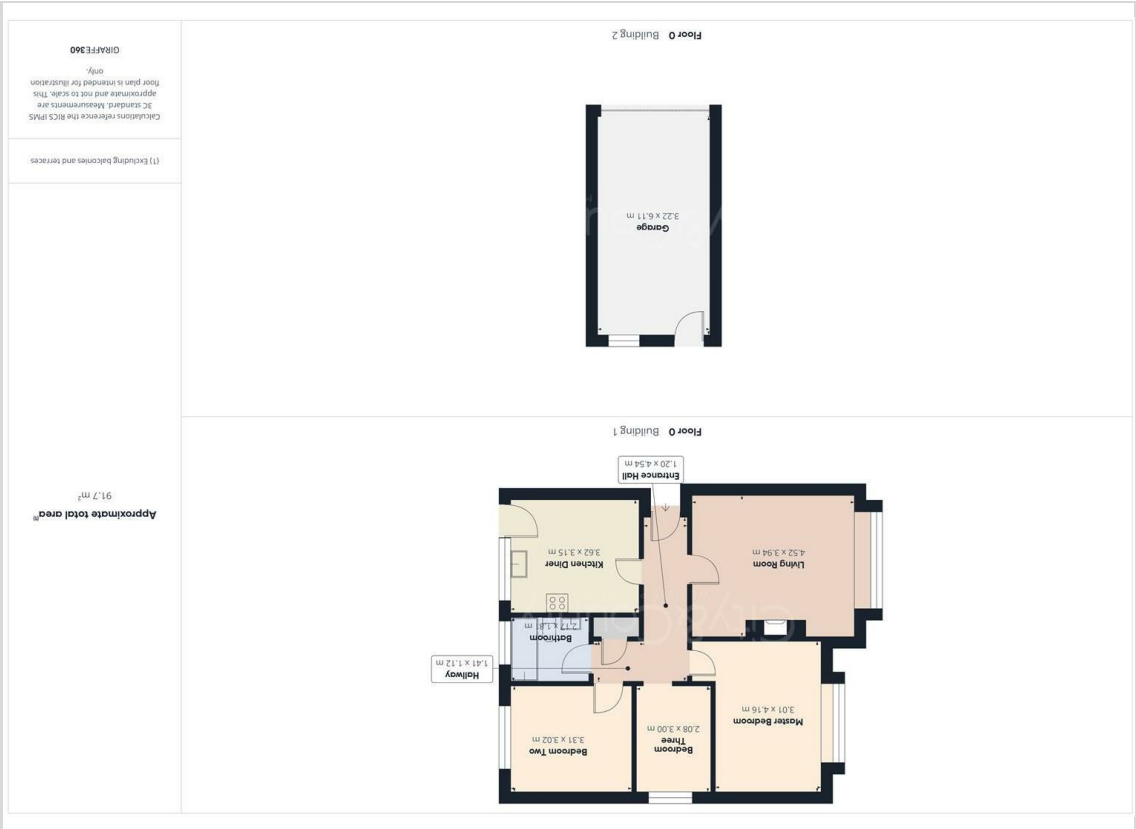 Floor 0 Building 1
Bedroom Two
3.31 x 3.02 m
Bedroom
Three
2.08 x 3.00 m
Master Bedroom
3.01 x 4.16 m
Hallway
1.41 x 1.12 m
Bathroom
2.17 x m
Kitchen Diner
3.62 x 3.15 m
Living Room
4.52 x 3.94 m
Entrance Hall
1.20 x 4.54 m
City & County
Floor 0 Building 2
Garage
3.22 x 6.11 m
Approximate total area⁽¹⁾
91.7 m²
(1) Excluding balconies and terraces
Calculations reference the RICS IPMS
3C standard. Measurements are
approximate and not to scale. This
floor plan is intended for illustration
only.
GIRAFFE360